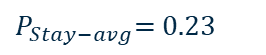 P_{Stay-avg} = 0.23